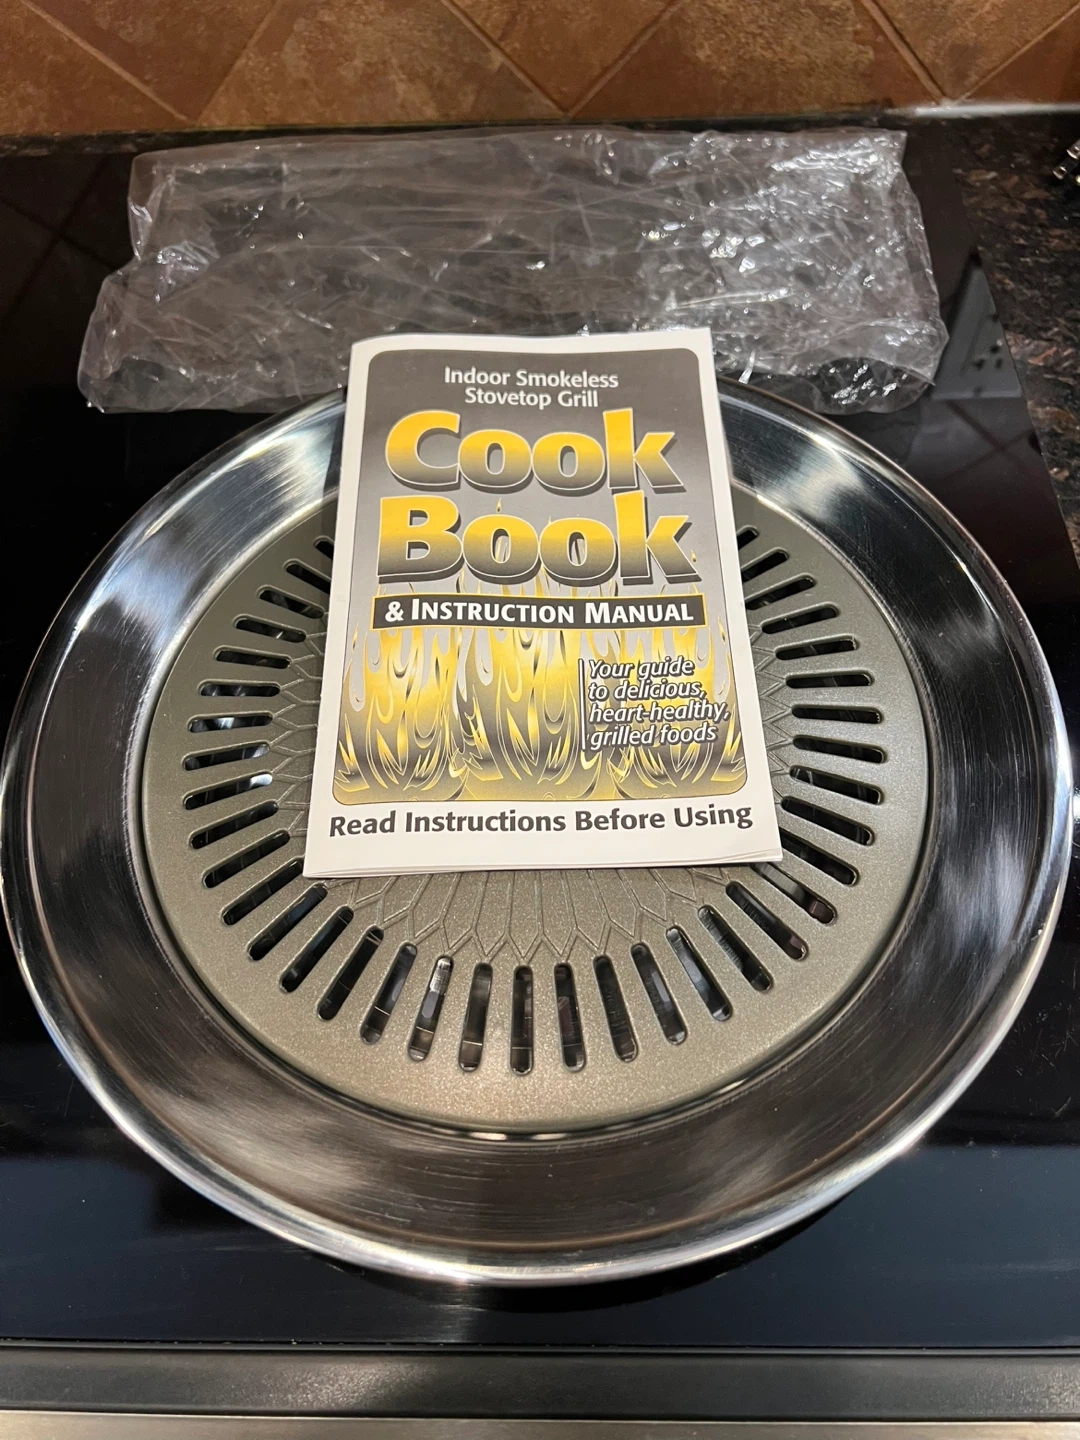 Indoor Smokeless
Stovetop Grill
Cook
Book
& INSTRUCTION MANUAL
Your guide
to delicious,
heart-healthy,
grilled foods
Read Instructions Before Using